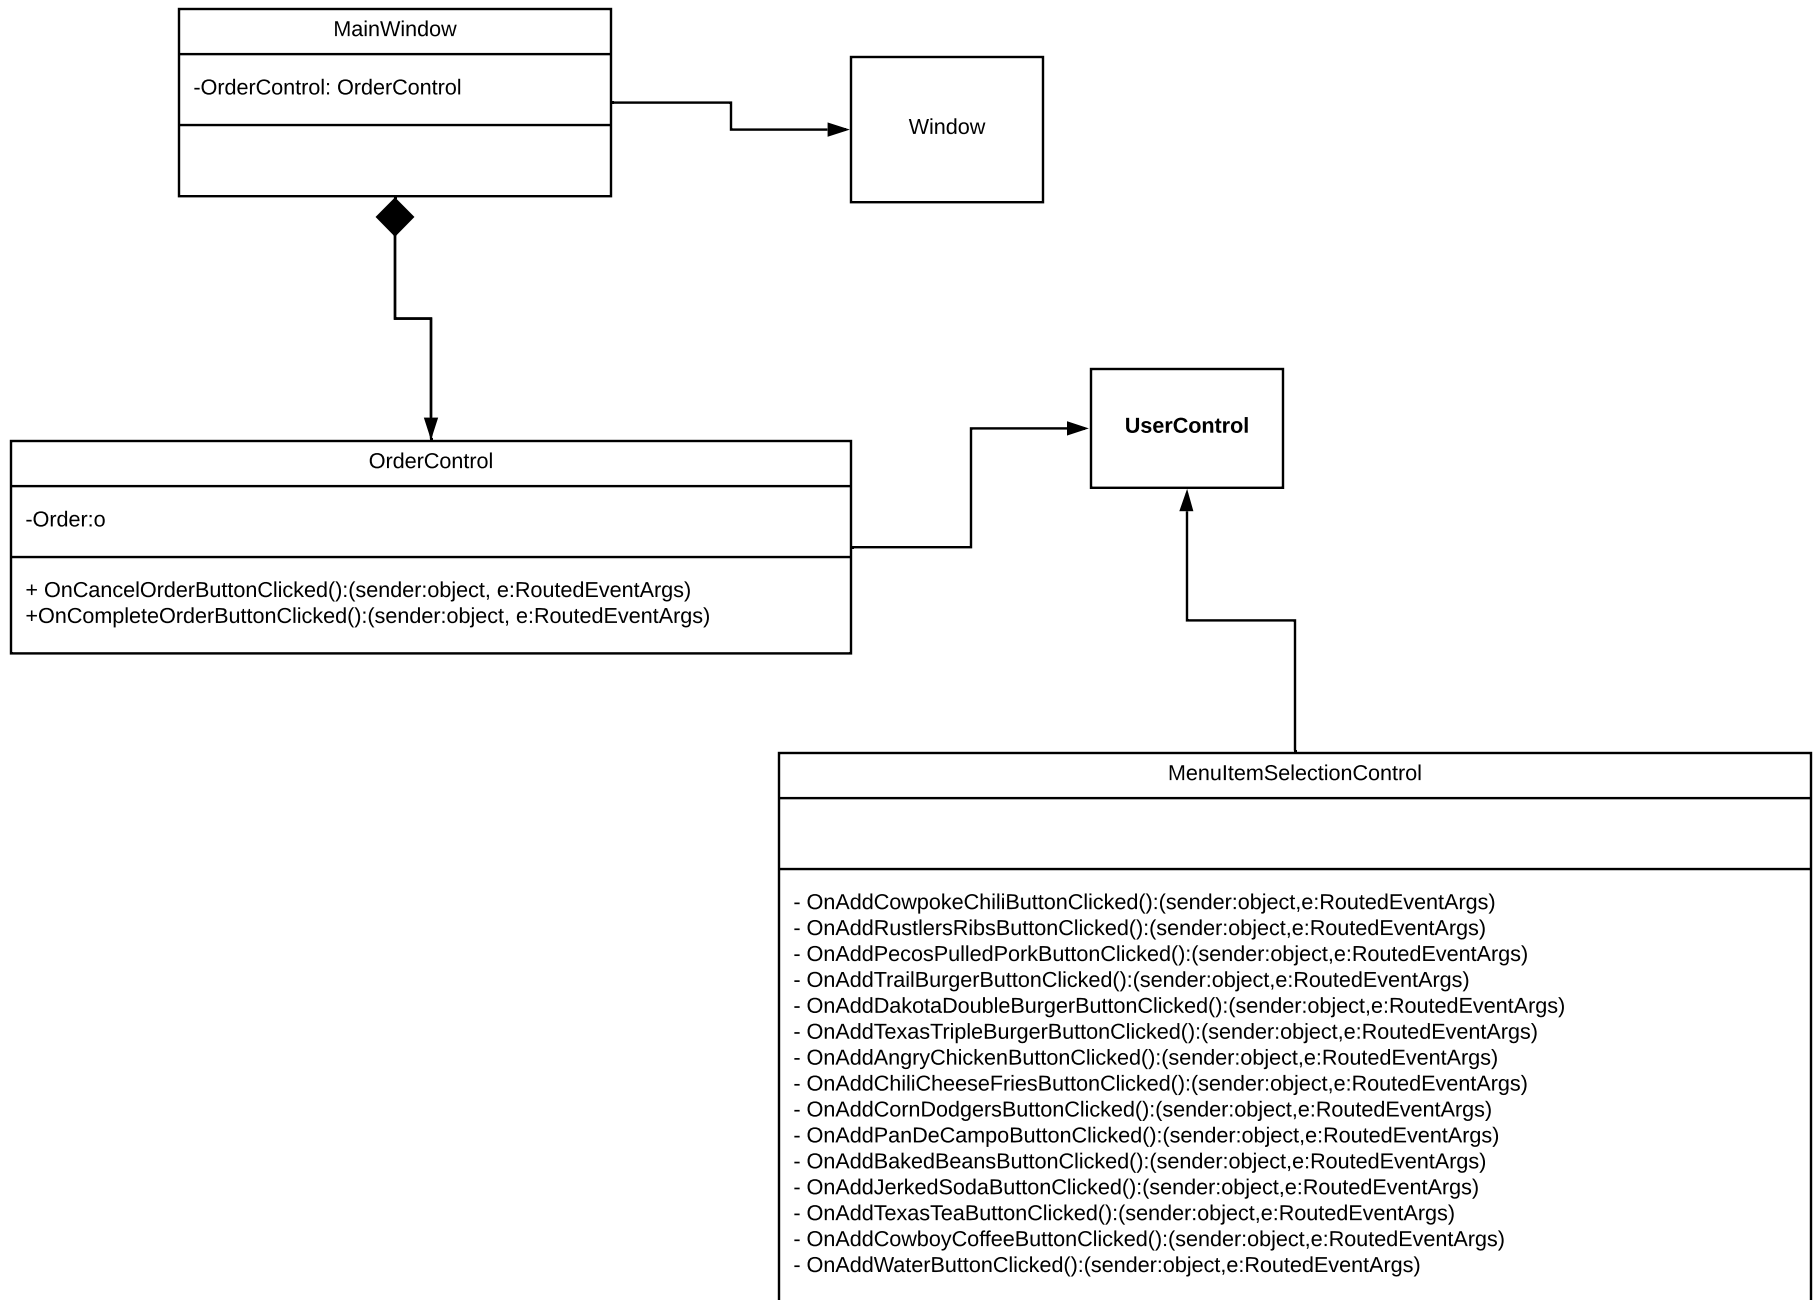 MainWindow
-OrderControl: OrderControl
Window
UserControl
OrderControl
-Order:o
+ OnCancelOrderButtonClicked():(sender:object, e:RoutedEventArgs)
+OnCompleteOrderButtonClicked():(sender:object, e:RoutedEventArgs)
MenuItemSelectionControl
- OnAddCowpokeChiliButtonClicked():(sender:object,e:RoutedEventArgs)
- OnAddRustlersRibsButtonClicked():(sender:object,e:RoutedEventArgs)
- OnAddPecosPulledPorkButtonClicked():(sender:object,e:RoutedEventArgs)
- OnAddTrailBurgerButtonClicked():(sender:object,e:RoutedEventArgs)
- OnAddDakotaDoubleBurgerButtonClicked():(sender:object,e:RoutedEventArgs)
- OnAddTexasTripleBurgerButtonClicked():(sender:object,e:RoutedEventArgs)
- OnAddAngryChickenButtonClicked():(sender:object,e:RoutedEventArgs)
- OnAddChiliCheeseFriesButtonClicked():(sender:object,e:RoutedEventArgs)
- OnAddCornDodgersButtonClicked():(sender:object,e:RoutedEventArgs)
- OnAddPanDeCampoButtonClicked():(sender:object,e:RoutedEventArgs)
- OnAddBakedBeansButtonClicked():(sender:object,e:RoutedEventArgs)
- OnAddJerkedSodaButtonClicked():(sender:object,e:RoutedEventArgs)
- OnAddTexasTeaButtonClicked():(sender:object,e:RoutedEventArgs)
- OnAddCowboyCoffeeButtonClicked():(sender:object,e:RoutedEventArgs)
- OnAddWaterButtonClicked():(sender:object,e:RoutedEventArgs)